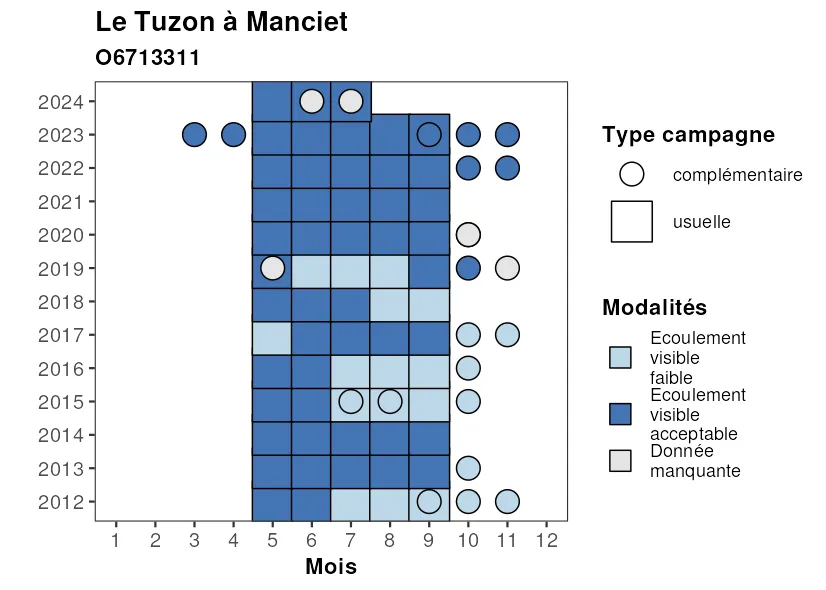 Le Tuzon à Manciet
O6713311
2024
2023
2022
2021
2020
2019
2018
2017
2016
2015
2014
2013
2012
1 2 3 4 5 6 7 8 9 10 11 12
Mois
Type campagne
complémentaire
usuelle
Modalités
Ecoulement
visible
faible
Ecoulement
visible
acceptable
Donnée
manquante